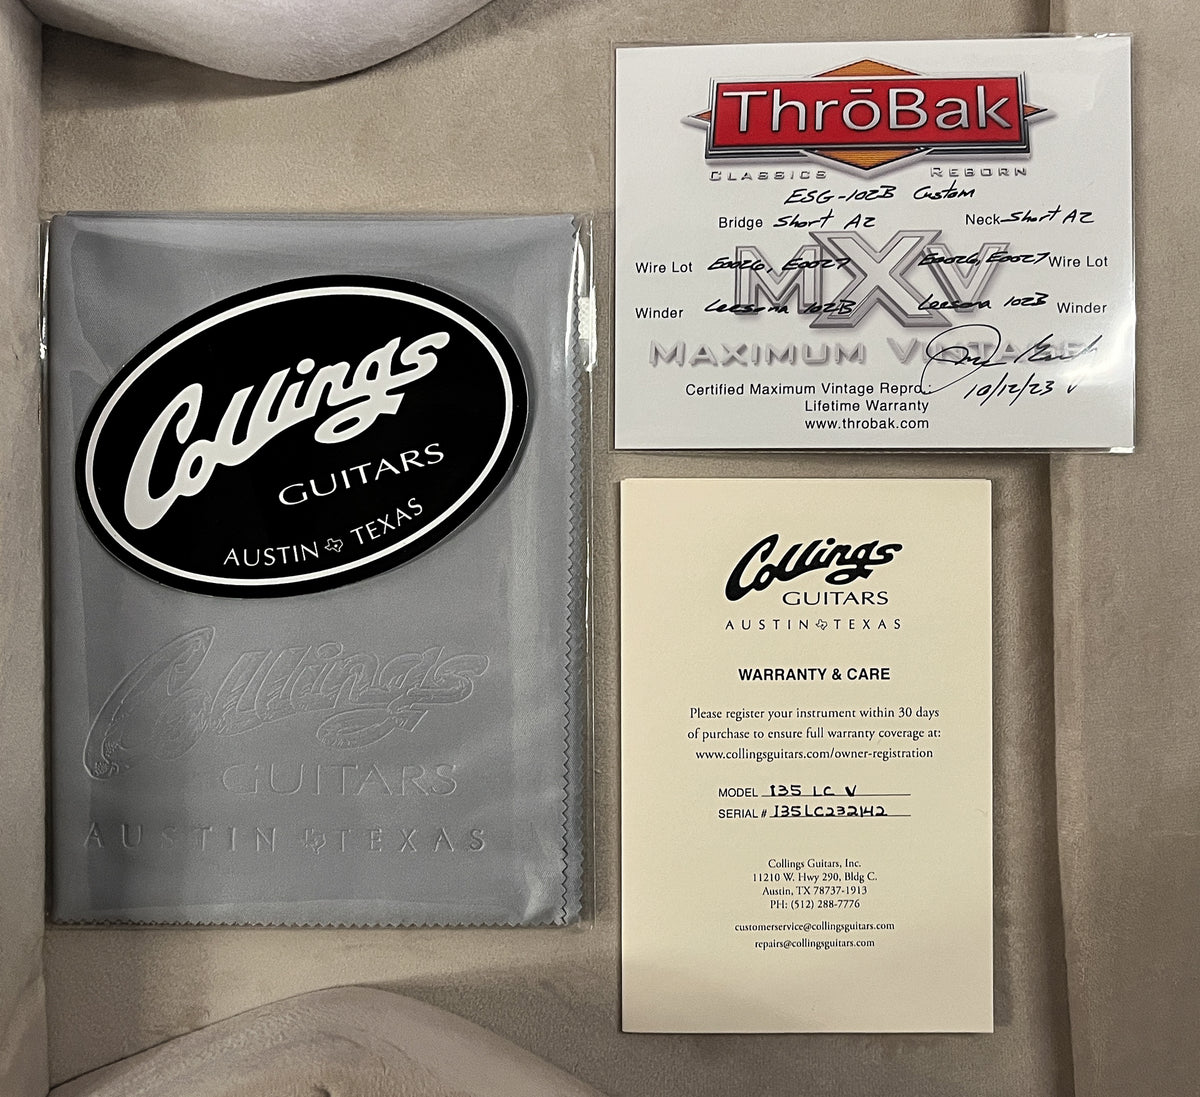 Collings
GUITARS
AUSTIN TEXAS
Collings
GUITARS
AUSTIN TEXAS
ThrōBak
CLASSICS REBORN
ESG-102B Custom
Bridge Short A2 Neck Short A2
MXV
Wire Lot E0026, E0027 E0026, E0027 Wire Lot
Winder Leesona 102B Leesona 102B Winder
MAXIMUM VINTAGE
Certified Maximum Vintage Repro.:
10/12/23
Lifetime Warranty
www.throbak.com
Collings
GUITARS
AUSTIN TEXAS
WARRANTY & CARE
Please register your instrument within 30 days
of purchase to ensure full warranty coverage at:
www.collingsguitars.com/owner-registration
MODEL I35 LC V
SERIAL # I35LC232142
Collings Guitars, Inc.
11210 W. Hwy 290, Bldg C.
Austin, TX 78737-1913
PH: (512) 288-7776
customerservice@collingsguitars.com
repairs@collingsguitars.com